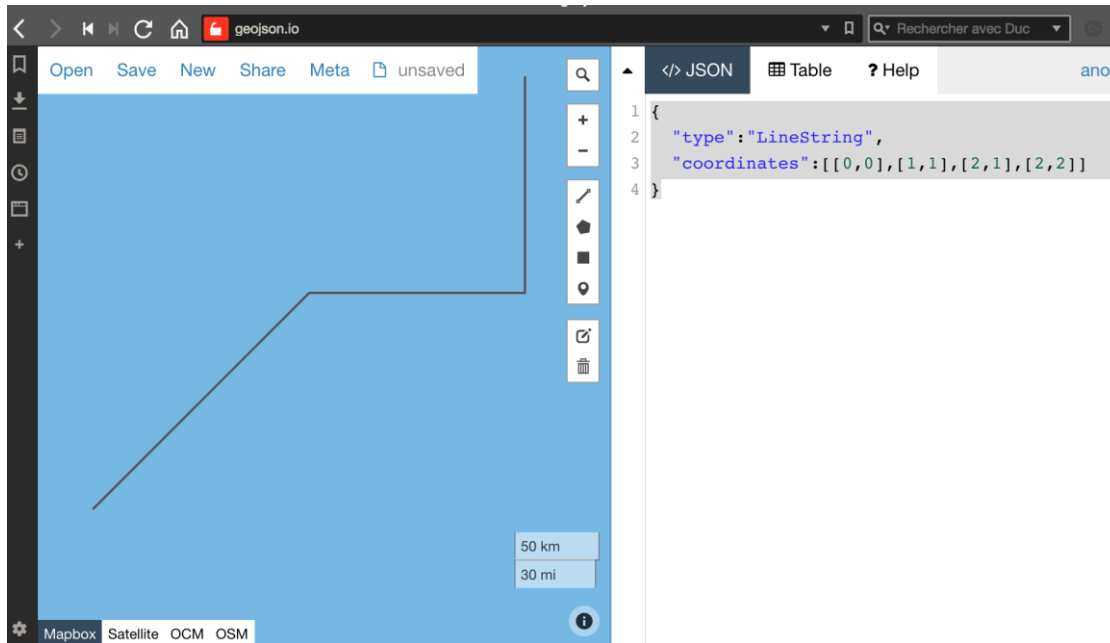 geojson.io
Rechercher avec Duc
Open Save New Share Meta unsaved
</> JSON Table ? Help ano
1 {
2 "type":"LineString",
3 "coordinates":[[0,0],[1,1],[2,1],[2,2]]
4 }
50 km
30 mi
Mapbox Satellite OCM OSM